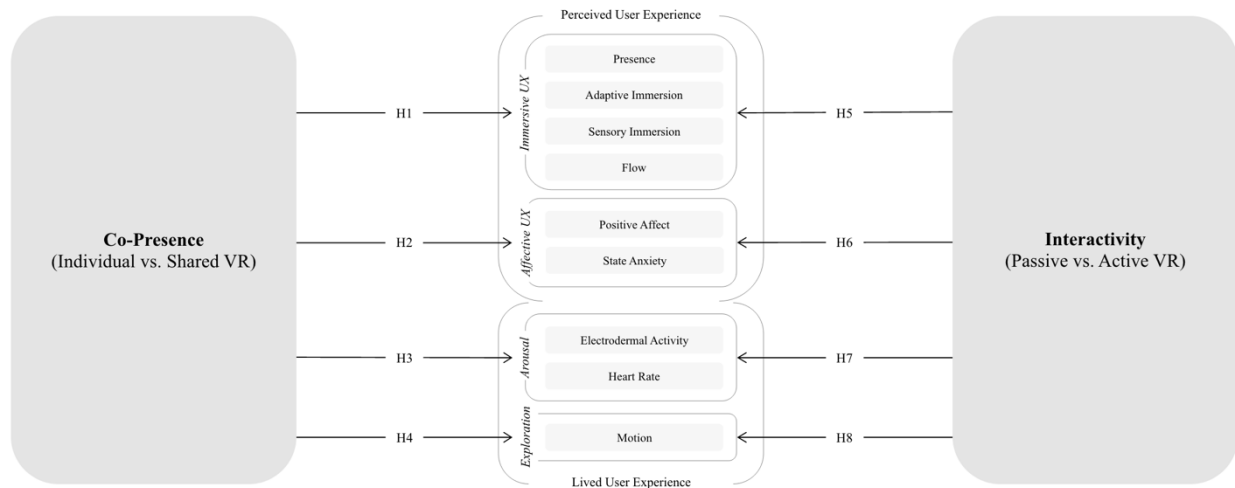 Perceived User Experience
Immersive UX
Presence
Adaptive Immersion
Sensory Immersion
Flow
Affective UX
Positive Affect
State Anxiety
Arousal
Electrodermal Activity
Heart Rate
Exploration
Motion
Lived User Experience
Co-Presence
(Individual vs. Shared VR)
H1
H2
H3
H4
H5
H6
H7
H8
Interactivity
(Passive vs. Active VR)